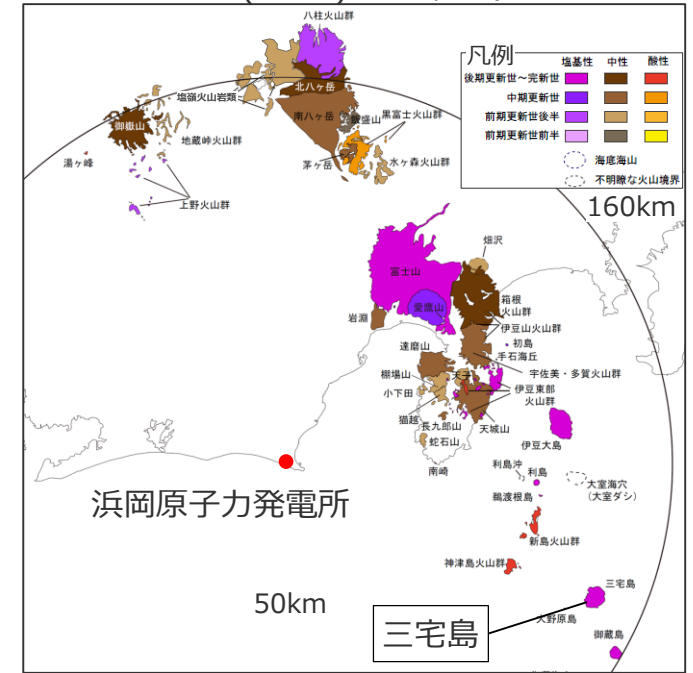 八柱火山群
凡例
塩基性 中性 酸性
後期更新世～完新世
中期更新世
前期更新世後半
前期更新世前半
海底海山
不明瞭な火山境界
160km
北八ヶ岳
塩嶺火山岩類
御嶽山
南八ヶ岳
飯盛山
黒富士火山群
地蔵峠火山群
湯ヶ峰
茅ヶ岳
水ヶ森火山群
上野火山群
畑沢
富士山
愛鷹山
箱根
火山群
岩淵
伊豆山火山群
初島
達磨山
手石海丘
棚場山
天子
宇佐美・多賀火山群
小下田
伊豆東部
火山群
猫越
長九郎山
天城山
蛇石山
伊豆大島
南崎
利島沖
利島
大室海穴
(大室ダシ)
鵜渡根島
浜岡原子力発電所
新島火山群
神津島火山群
50km
三宅島
大野原島
三宅島
御蔵島